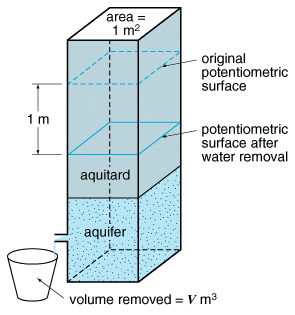 area =
1 m²
original
potentiometric
surface
1 m
potentiometric
surface after
water removal
aquitard
aquifer
volume removed = V m³